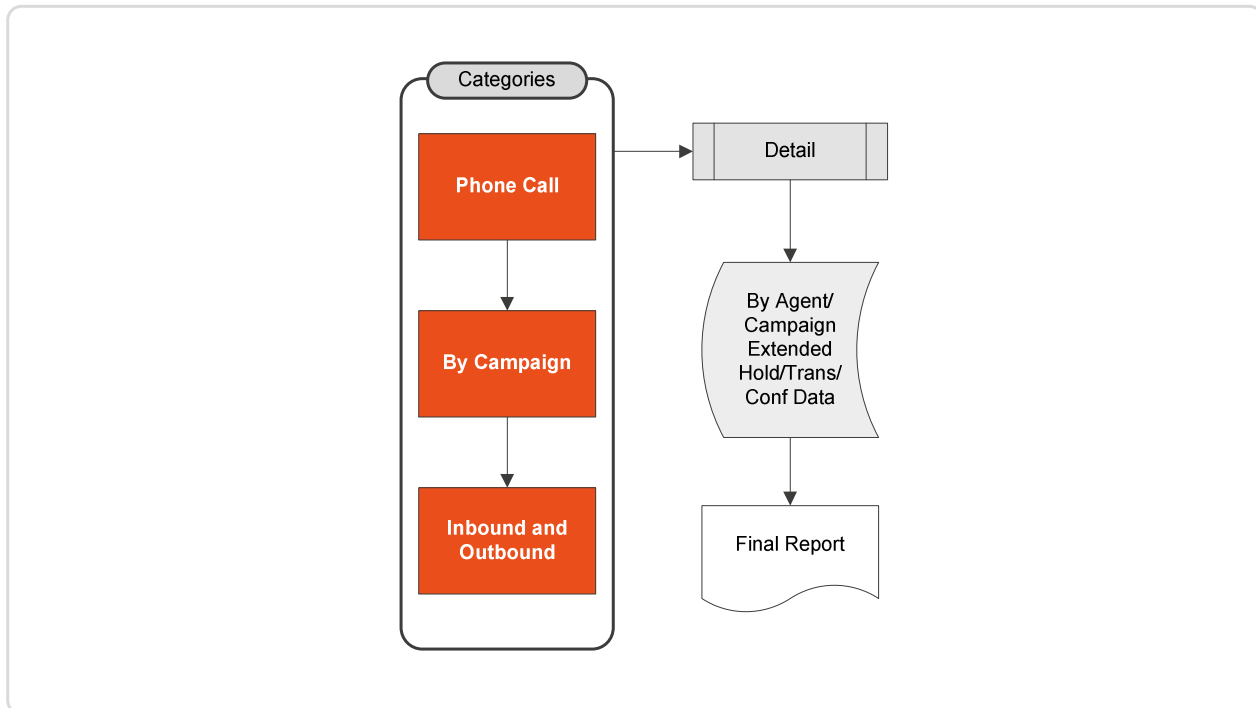 Categories
Phone Call
By Campaign
Inbound and
Outbound
Detail
By Agent/
Campaign
Extended
Hold/Trans/
Conf Data
Final Report